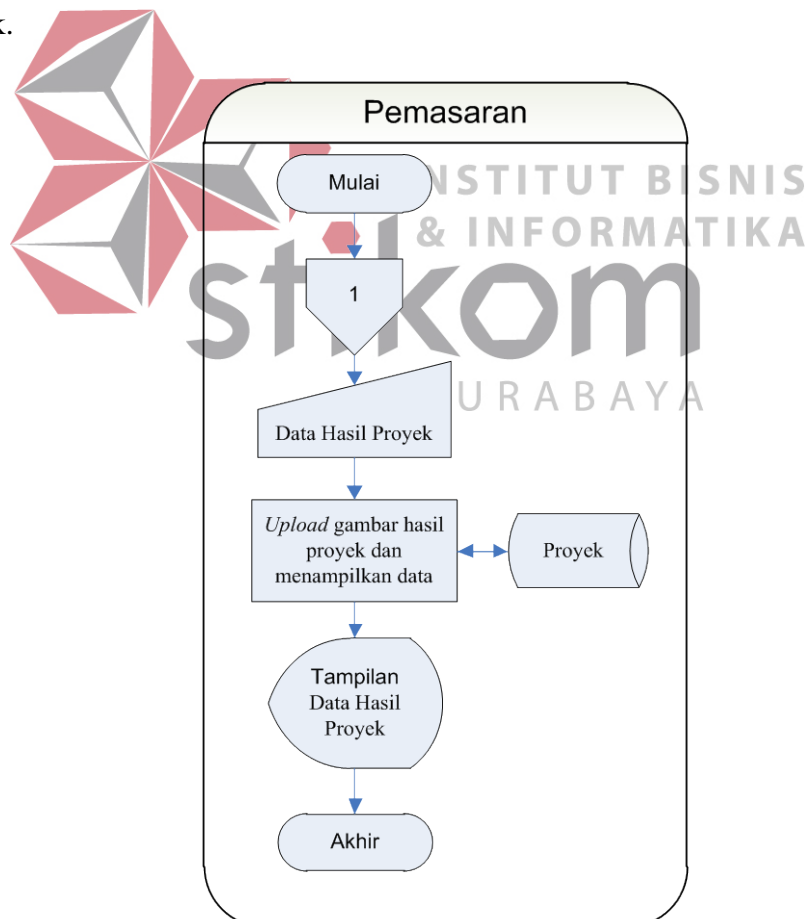 k.
Pemasaran
Mulai
INSTITUT BISNIS
& INFORMATIKA
stikom
SURABAYA
1
Data Hasil Proyek
Upload gambar hasil
proyek dan
menampilkan data
Proyek
Tampilan
Data Hasil
Proyek
Akhir